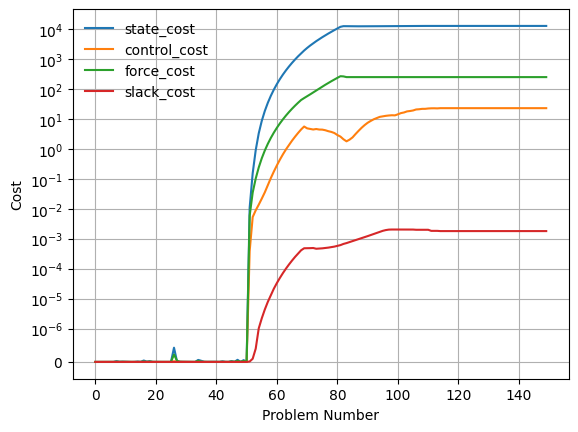 state_cost
control_cost
force_cost
slack_cost
Cost
10⁴
10³
10²
10¹
10⁰
10⁻¹
10⁻²
10⁻³
10⁻⁴
10⁻⁵
10⁻⁶
0
0 20 40 60 80 100 120 140
Problem Number